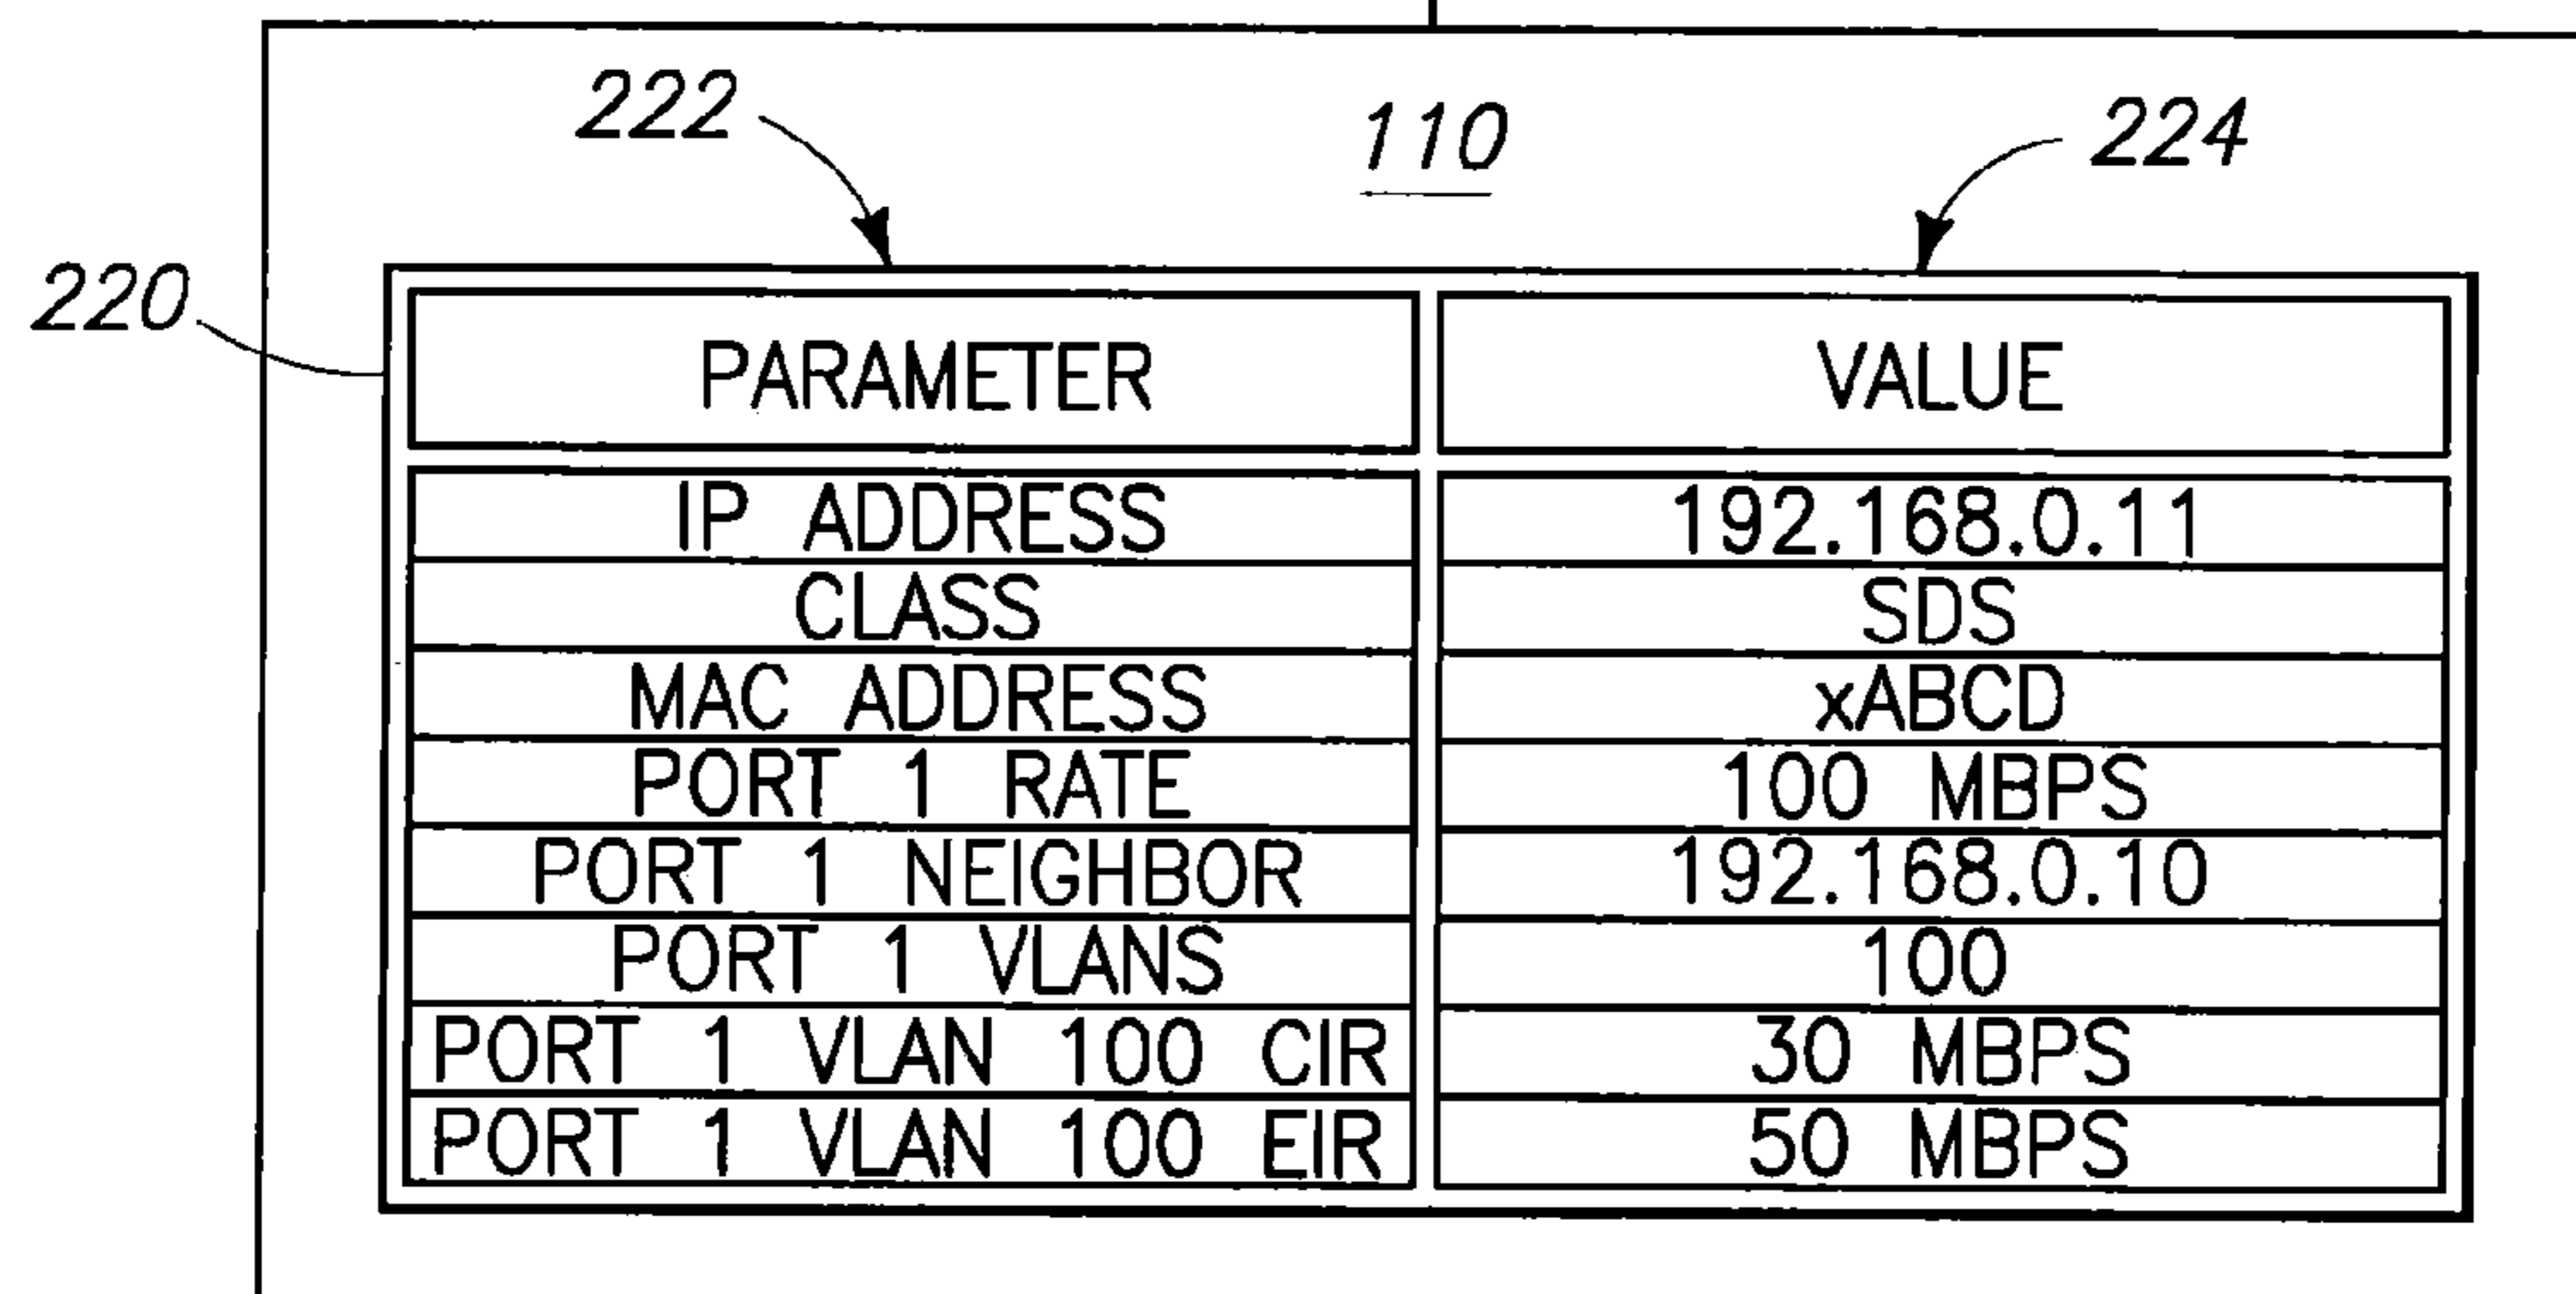 222
110
224
220
PARAMETER VALUE
IP ADDRESS 192.168.0.11
CLASS SDS
MAC ADDRESS xABCD
PORT 1 RATE 100 MBPS
PORT 1 NEIGHBOR 192.168.0.10
PORT 1 VLANS 100
PORT 1 VLAN 100 CIR 30 MBPS
PORT 1 VLAN 100 EIR 50 MBPS